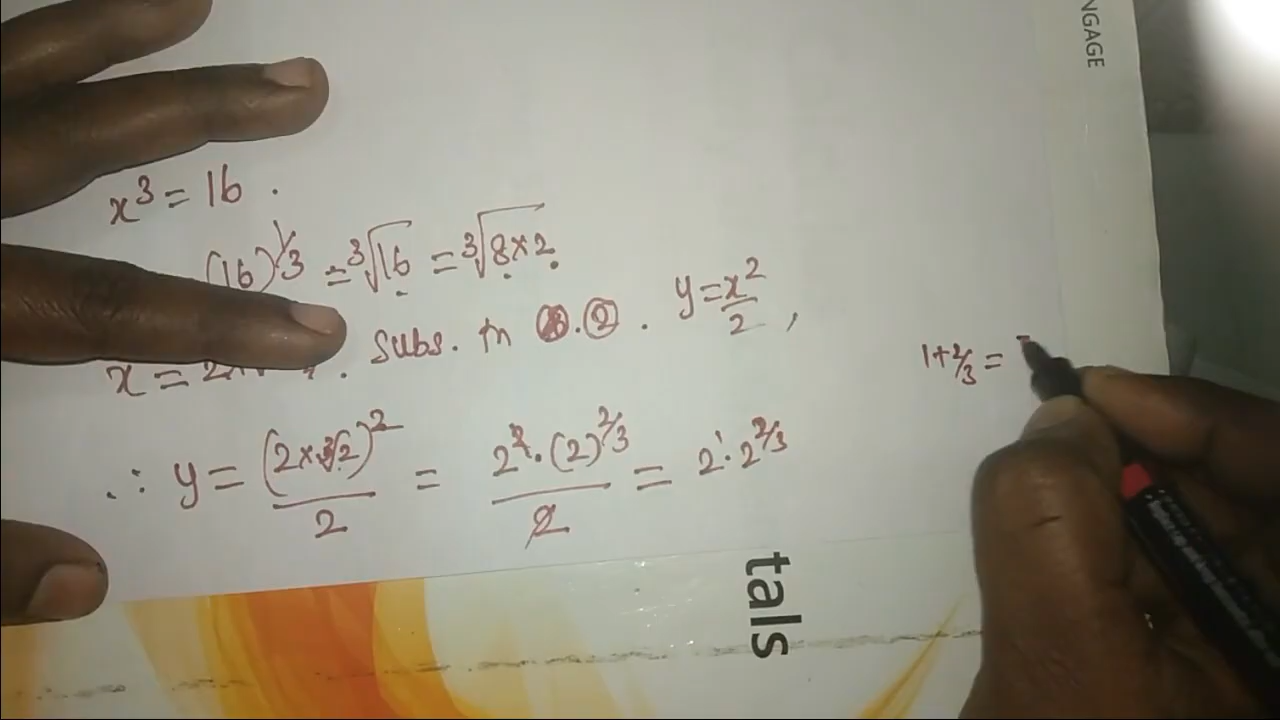 NGAGE
x³ = 16 .
(16)^1/3 = ∛16 = ∛8×2
x = . Subs. in ② . y = x²/2 ,
1 + 2/3 =
∴ y = (2×∛2)²/2 = 2²·(2)^2/3/2 = 2¹·2^2/3
tals